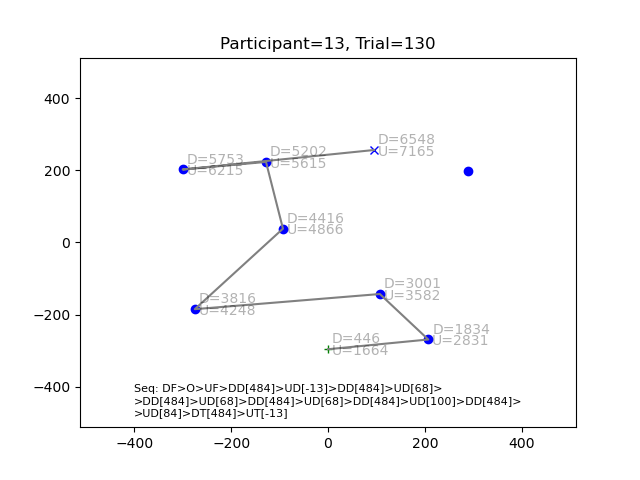 Participant=13, Trial=130
400
200
0
−200
−400
−400
−200
0
200
400
D=6548
U=7165
D=5202
U=5615
D=5753
U=6215
D=4416
U=4866
D=3001
U=3582
D=3816
U=4248
D=1834
U=2831
D=446
U=1664
Seq: DF>O>UF>DD[484]>UD[-13]>DD[484]>UD[68]>
>DD[484]>UD[68]>DD[484]>UD[68]>DD[484]>UD[100]>DD[484]>
>UD[84]>DT[484]>UT[-13]